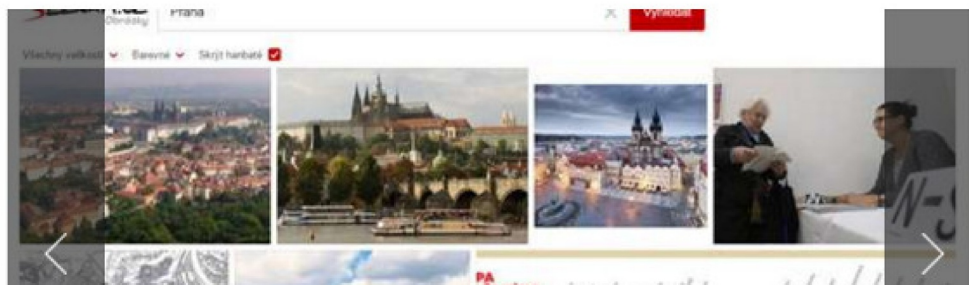 Obrázky
Praha
Vyhledat
Všechny velikosti
Barevné
Skrýt hanbaté
N-S
PA